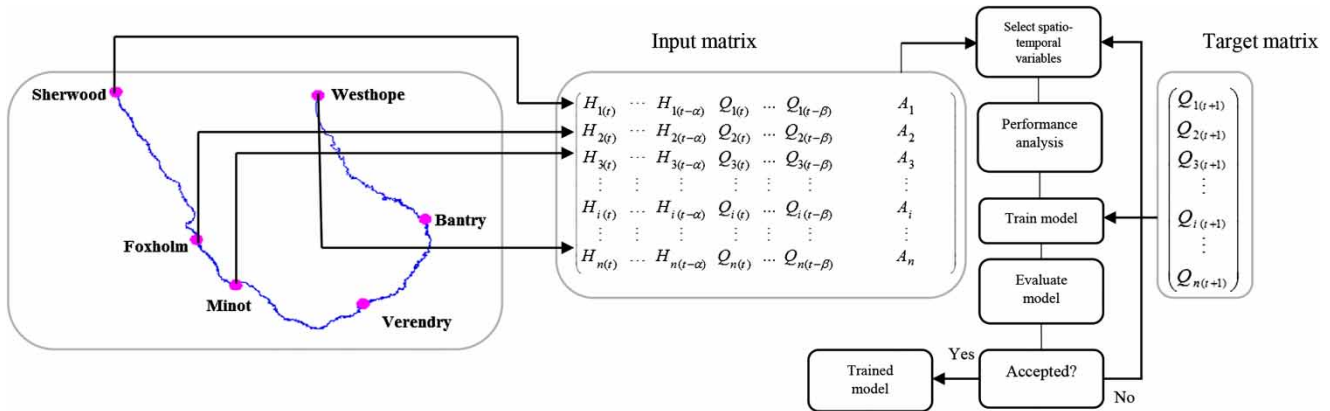 Input matrix
Target matrix
Sherwood
Westhope
Bantry
Foxholm
Minot
Verendry
H1(t) ... H1(t−α) Q1(t) ... Q1(t−β) A1
H2(t) ... H2(t−α) Q2(t) ... Q2(t−β) A2
H3(t) ... H3(t−α) Q3(t) ... Q3(t−β) A3
⋮ ⋮ ⋮ ⋮ ⋮ ⋮ ⋮
Hi(t) ... Hi(t−α) Qi(t) ... Qi(t−β) Ai
⋮ ⋮ ⋮ ⋮ ⋮ ⋮ ⋮
Hn(t) ... Hn(t−α) Qn(t) ... Qn(t−β) An
Select spatio-
temporal
variables
Performance
analysis
Train model
Evaluate
model
Accepted?
Yes
No
Trained
model
Q1(t+1)
Q2(t+1)
Q3(t+1)
⋮
Qi(t+1)
⋮
Qn(t+1)